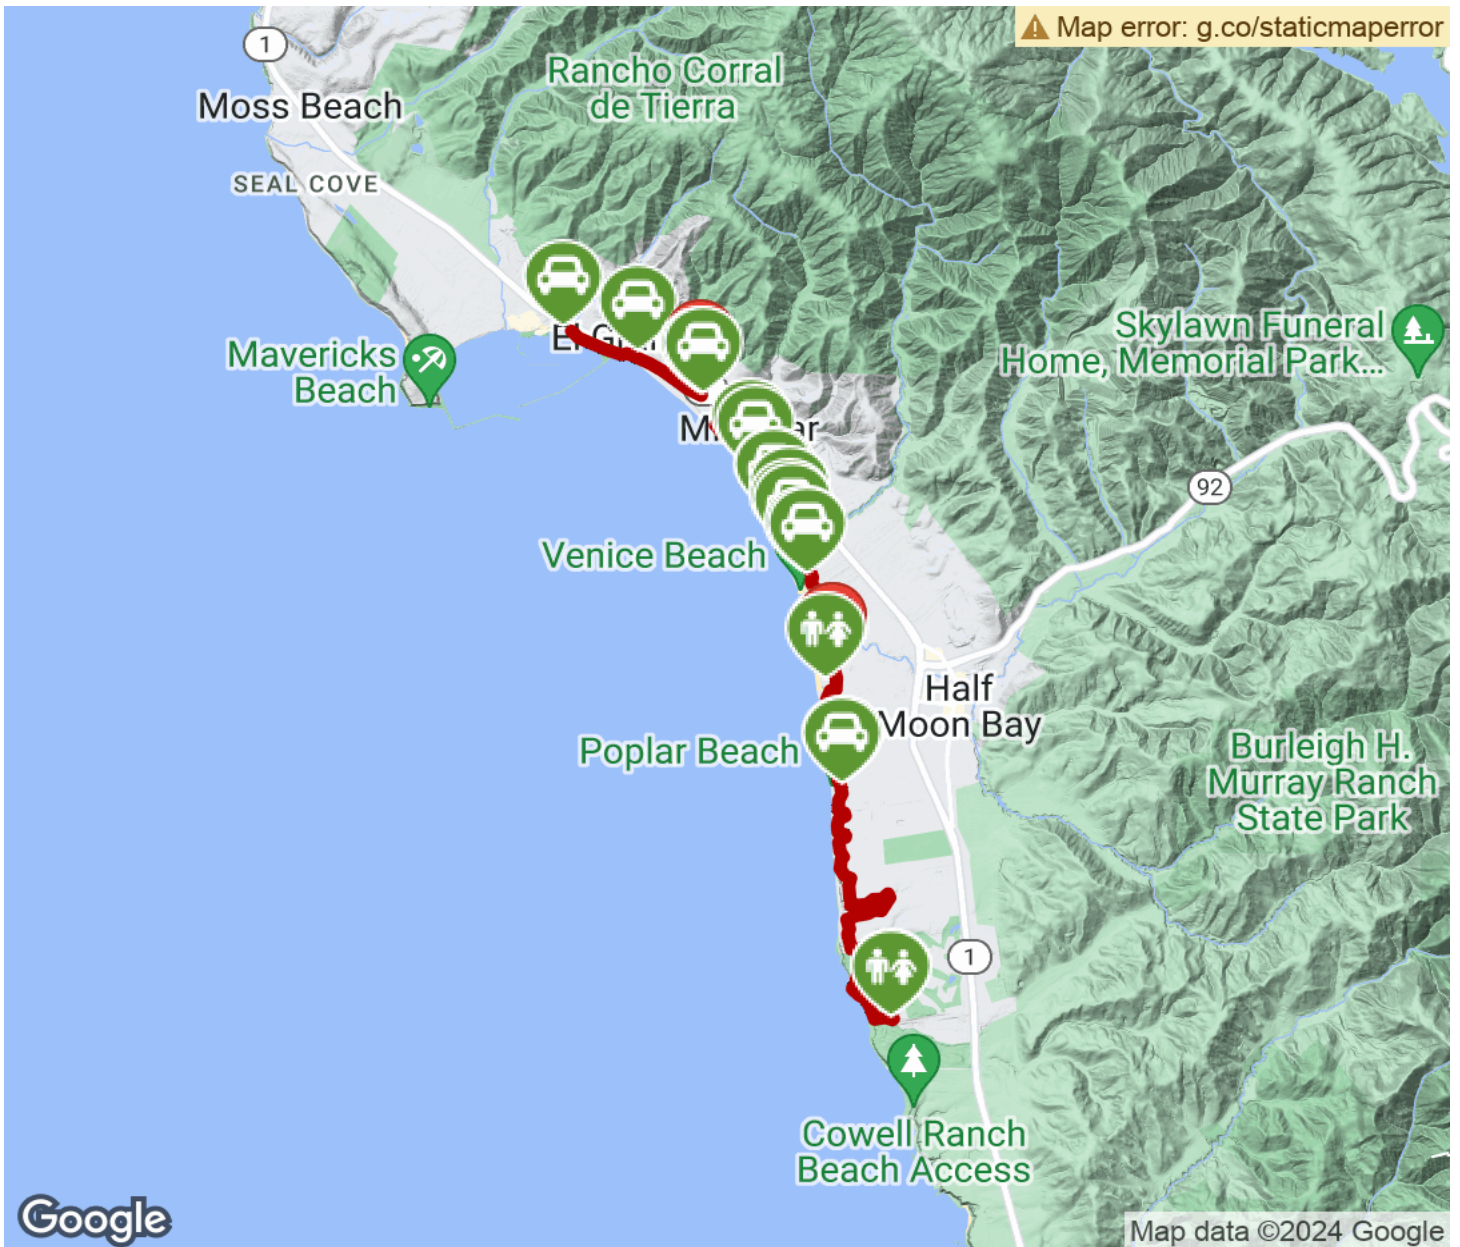 Map error: g.co/staticmaperror
1
Moss Beach
Rancho Corral
de Tierra
SEAL COVE
Mavericks
Beach
Skylawn Funeral
Home, Memorial Park...
92
Venice Beach
Half
Moon Bay
Poplar Beach
Burleigh H.
Murray Ranch
State Park
1
Cowell Ranch
Beach Access
Google
Map data ©2024 Google